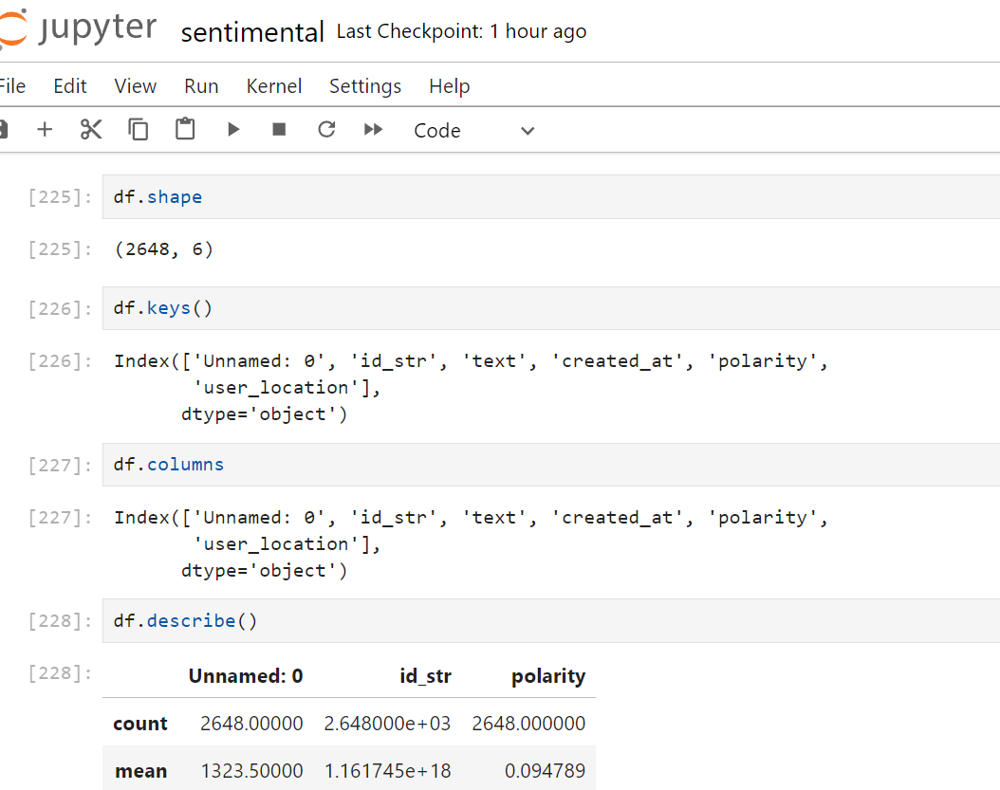 jupyter sentimental Last Checkpoint: 1 hour ago
File Edit View Run Kernel Settings Help
Code
[225]: df.shape
[225]: (2648, 6)
[226]: df.keys()
[226]: Index(['Unnamed: 0', 'id_str', 'text', 'created_at', 'polarity',
'user_location'],
dtype='object')
[227]: df.columns
[227]: Index(['Unnamed: 0', 'id_str', 'text', 'created_at', 'polarity',
'user_location'],
dtype='object')
[228]: df.describe()
[228]: Unnamed: 0 id_str polarity
count 2648.00000 2.648000e+03 2648.000000
mean 1323.50000 1.161745e+18 0.094789